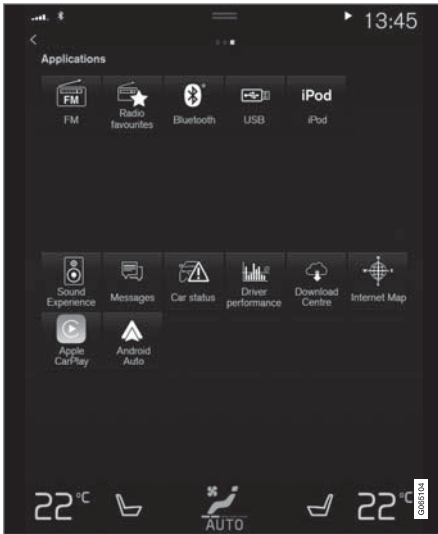 13:45
Applications
FM
FM
Radio
favourites
Bluetooth
USB
iPod
iPod
Sound
Experience
Messages
Car status
Driver
performance
Download
Centre
Internet Map
Apple
CarPlay
Android
Auto
22°C
AUTO
22°C
G065104